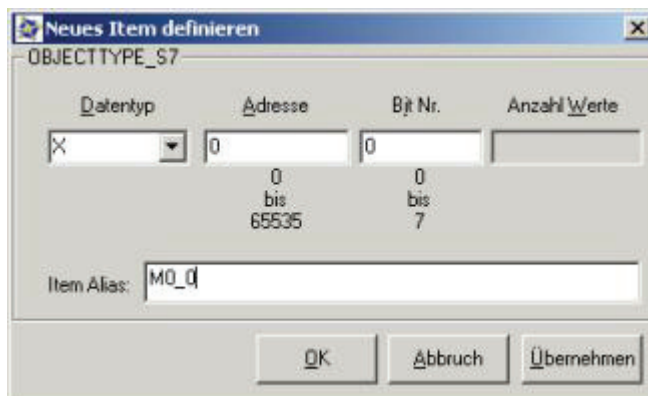 Neues Item definieren
OBJECTTYPE_S7
Datentyp Adresse Bit Nr. Anzahl Werte
X 0 0
0 0
bis bis
65535 7
Item Alias: M0_0
OK Abbruch Übernehmen